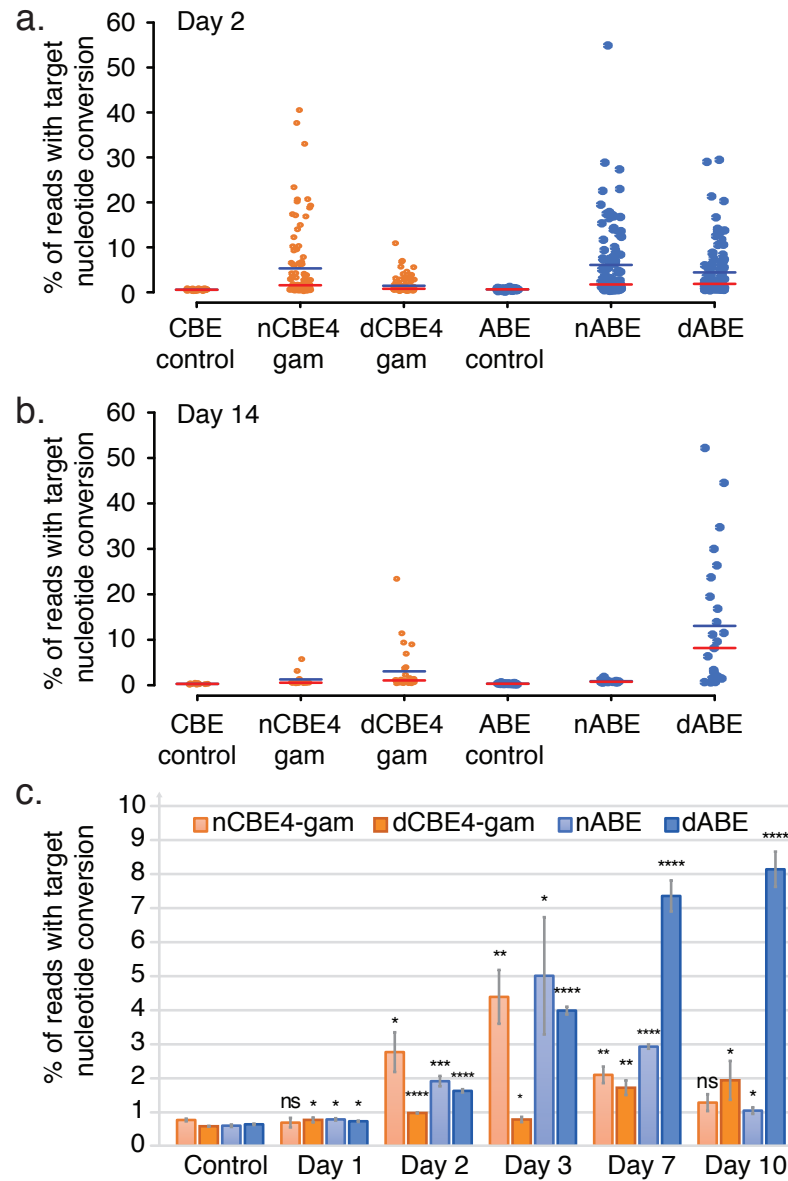 a.
Day 2
% of reads with target
nucleotide conversion
60
50
40
30
20
10
0
CBE control
nCBE4 gam
dCBE4 gam
ABE control
nABE
dABE
b.
Day 14
% of reads with target
nucleotide conversion
60
50
40
30
20
10
0
CBE control
nCBE4 gam
dCBE4 gam
ABE control
nABE
dABE
c.
% of reads with target
nucleotide conversion
10
9
8
7
6
5
4
3
2
1
0
nCBE4-gam dCBE4-gam nABE dABE
ns * * *
* **** *** ****
** * * ****
** ** **** ****
ns * * ****
Control Day 1 Day 2 Day 3 Day 7 Day 10